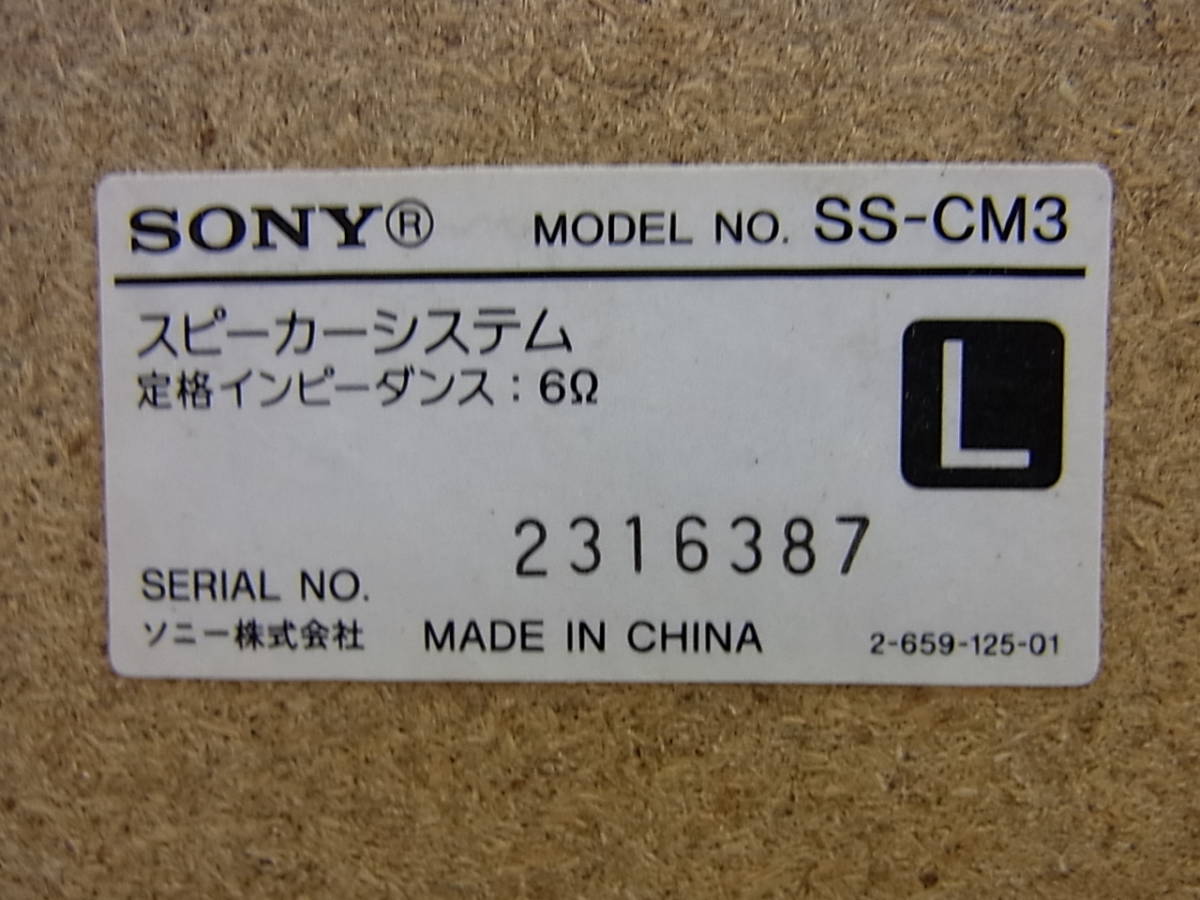 SONY® MODEL NO. SS-CM3
スピーカーシステム
定格インピーダンス : 6Ω
L
2316387
SERIAL NO.
ソニー株式会社 MADE IN CHINA 2-659-125-01